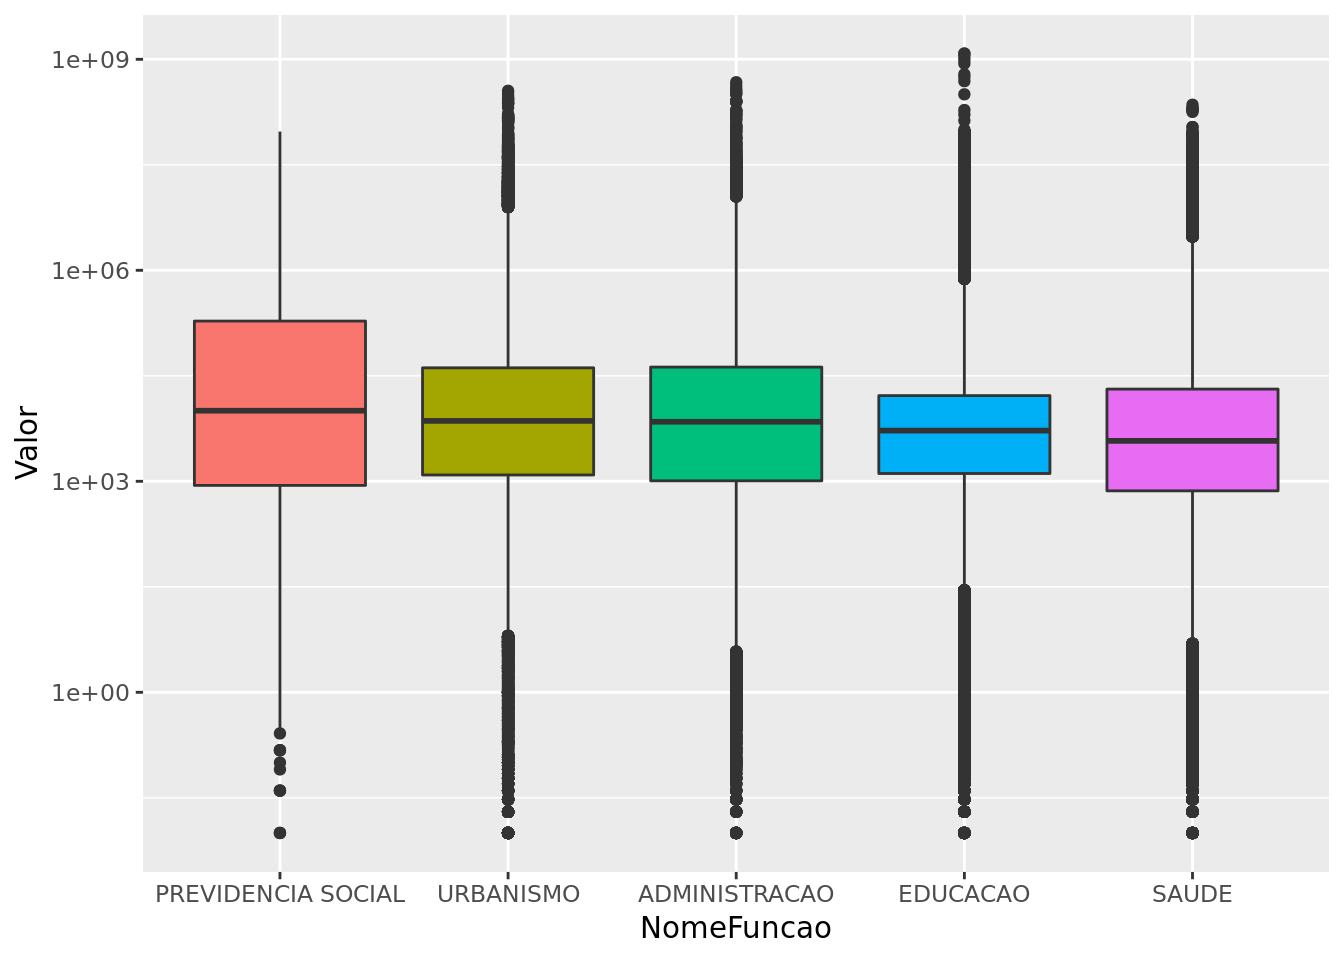 1e+09
1e+06
1e+03
1e+00
Valor
PREVIDENCIA SOCIAL URBANISMO ADMINISTRACAO EDUCACAO SAUDE
NomeFuncao